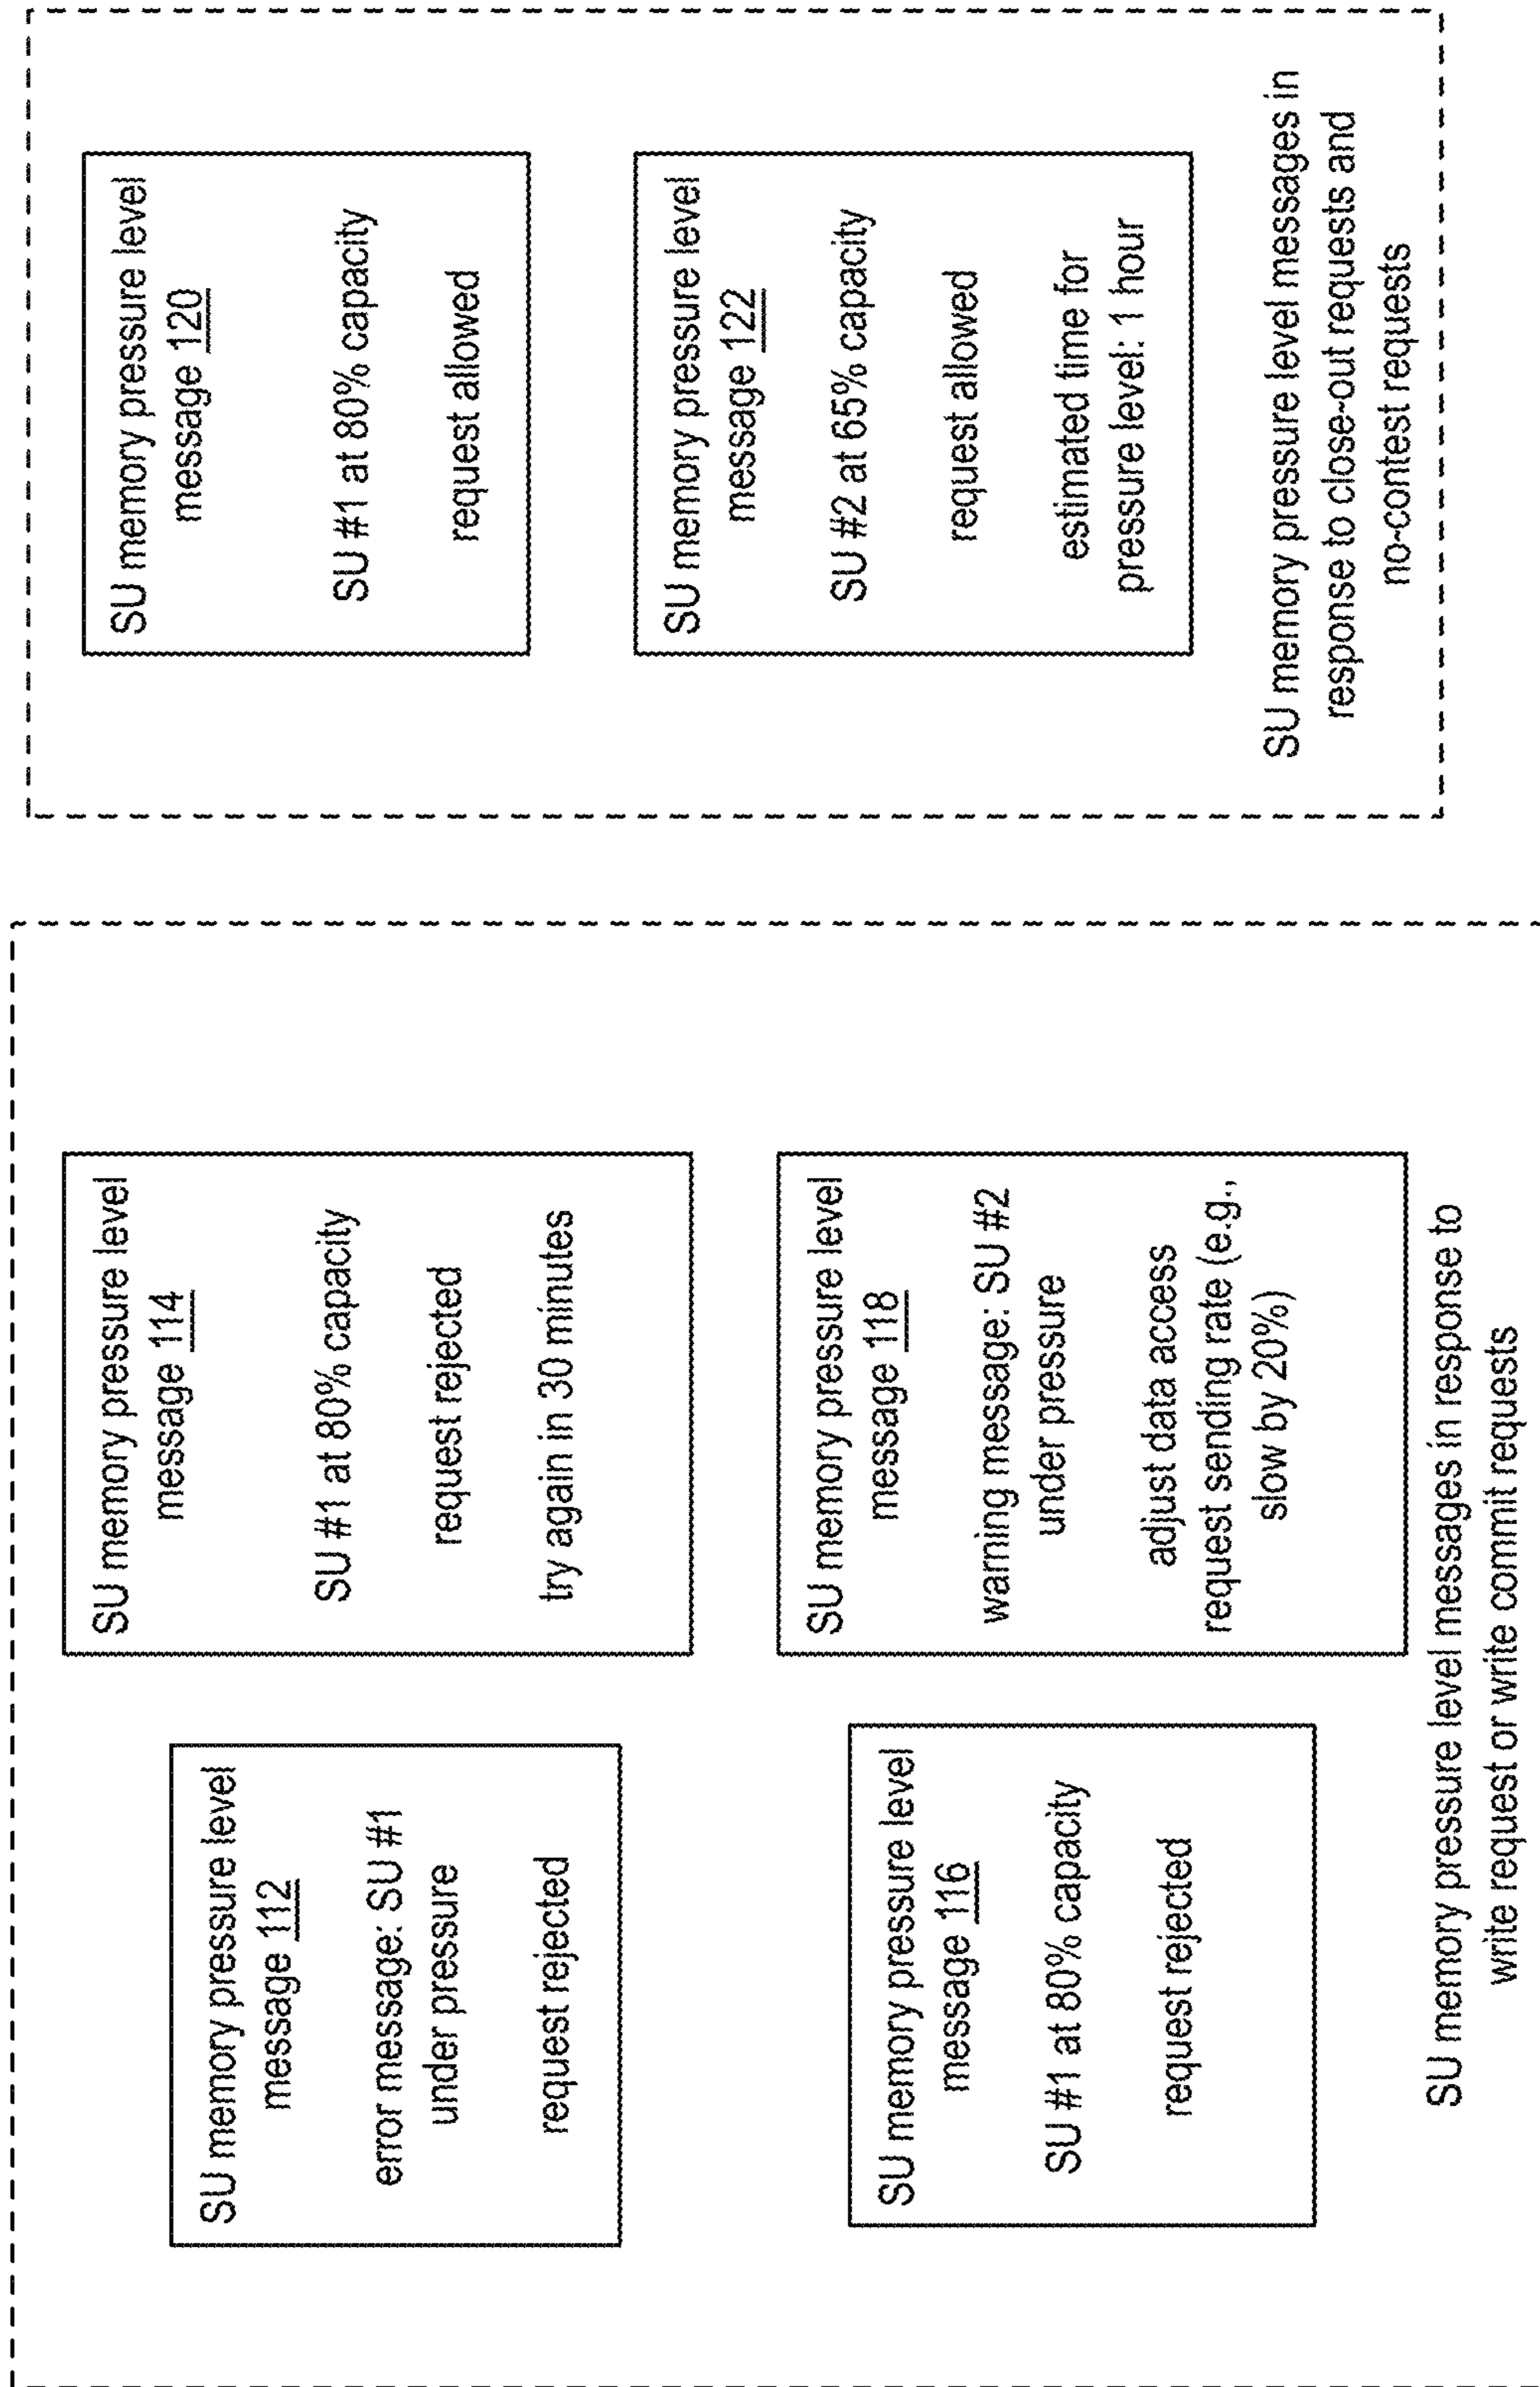 SU memory pressure level
message 112
error message: SU #1
under pressure
request rejected
SU memory pressure level
message 114
SU #1 at 80% capacity
request rejected
try again in 30 minutes
SU memory pressure level
message 116
SU #1 at 80% capacity
request rejected
SU memory pressure level
message 118
warning message: SU #2
under pressure
adjust data access
request sending rate (e.g.,
slow by 20%)
SU memory pressure level messages in response to
write request or write commit requests
SU memory pressure level
message 120
SU #1 at 80% capacity
request allowed
SU memory pressure level
message 122
SU #2 at 65% capacity
request allowed
estimated time for
pressure level: 1 hour
SU memory pressure level messages in
response to close-out requests and
no-contest requests